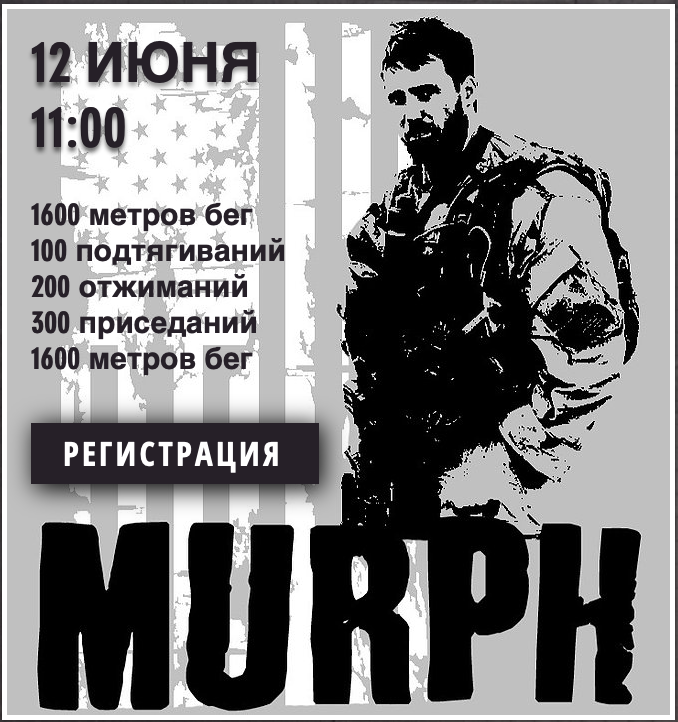 12 ИЮНЯ
11:00
1600 метров бег
100 подтягиваний
200 отжиманий
300 приседаний
1600 метров бег
РЕГИСТРАЦИЯ
MURPH